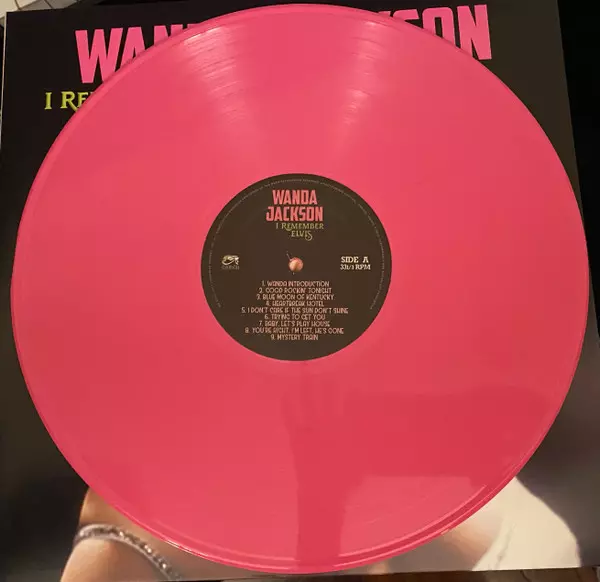 WAN
SON
I RE
WANDA
JACKSON
I REMEMBER
ELVIS
SIDE A
33 1/3 RPM
1. WANDA INTRODUCTION
2. GOOD ROCKIN' TONIGHT
3. BLUE MOON OF KENTUCKY
4. HEARTBREAK HOTEL
5. I DON'T CARE IF THE SUN DON'T SHINE
6. TRYING TO GET YOU
7. BABY, LET'S PLAY HOUSE
8. YOU'RE RIGHT, I'M LEFT, HE'S GONE
9. MYSTERY TRAIN